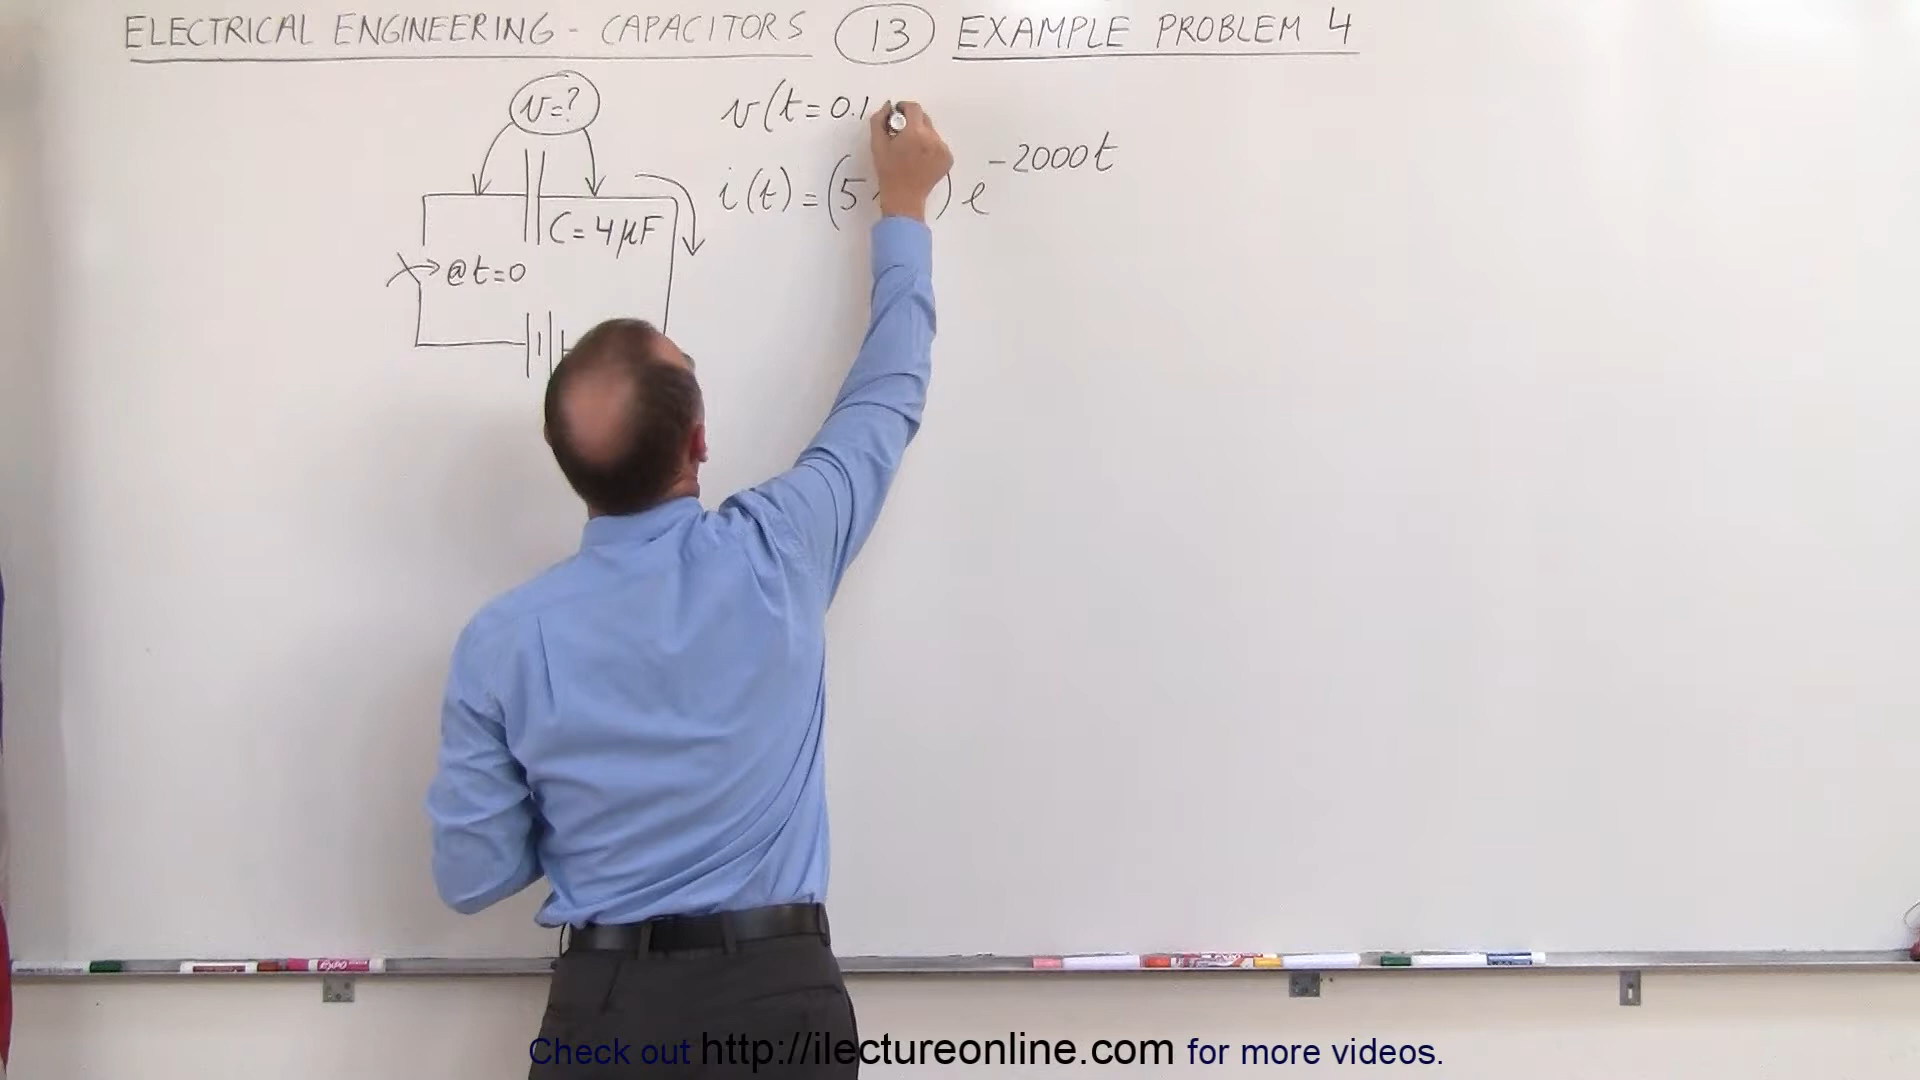 ELECTRICAL ENGINEERING - CAPACITORS 13 EXAMPLE PROBLEM 4
v=?
v(t=0.1
i(t)=(5 ) e^-2000t
C=4μF
@t=0
Check out http://ilectureonline.com for more videos.